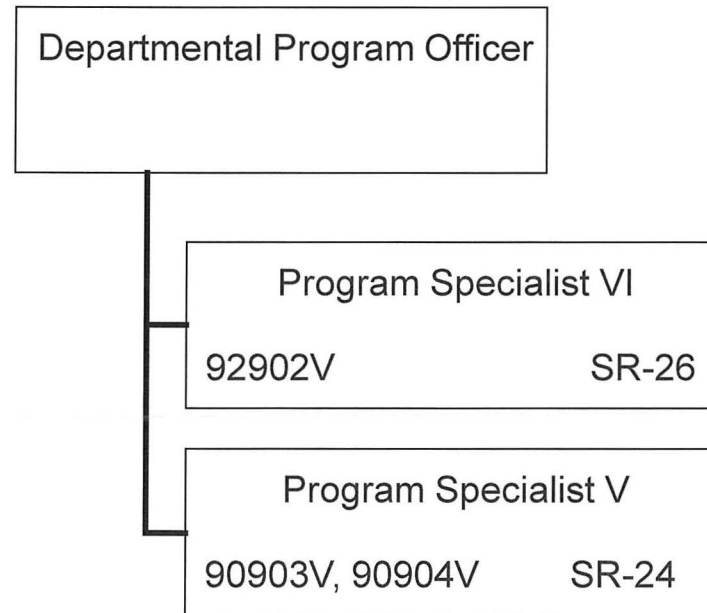 Departmental Program Officer
Program Specialist VI
92902V SR-26
Program Specialist V
90903V, 90904V SR-24